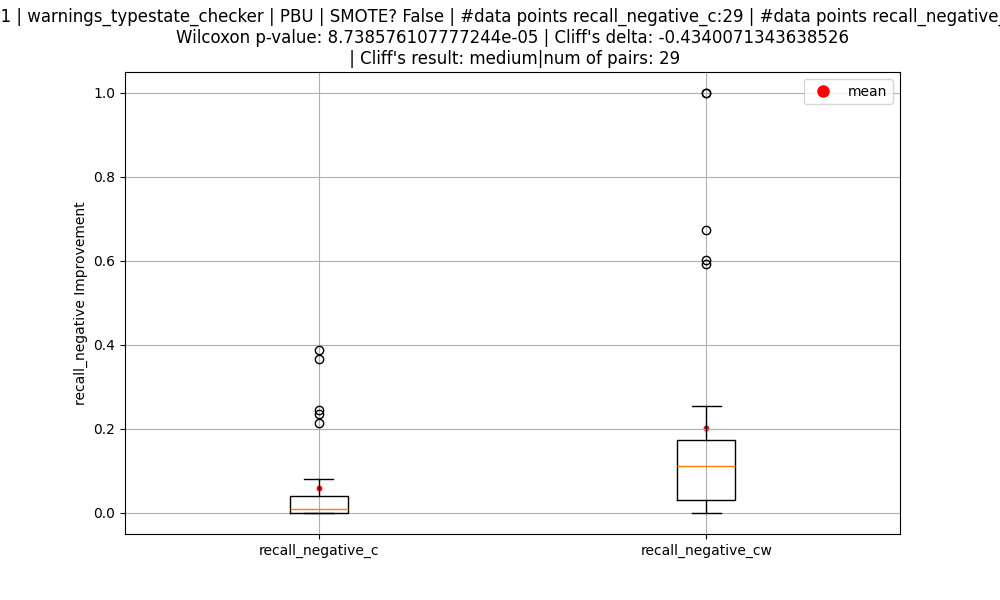 1 | warnings_typestate_checker | PBU | SMOTE? False | #data points recall_negative_c:29 | #data points recall_negative_
Wilcoxon p-value: 8.738576107777244e-05 | Cliff's delta: -0.4340071343638526
| Cliff's result: medium|num of pairs: 29
mean
1.0
0.8
0.6
0.4
0.2
0.0
recall_negative Improvement
recall_negative_c
recall_negative_cw